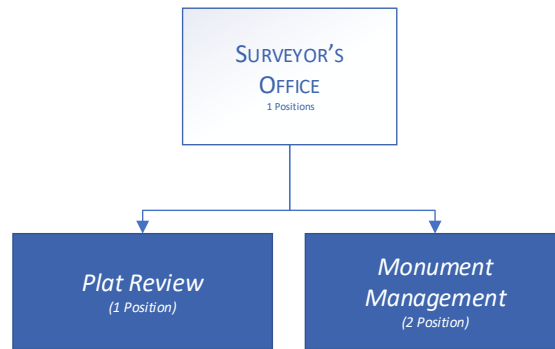 SURVEYOR'S
OFFICE
1 Positions
Plat Review
(1 Position)
Monument
Management
(2 Position)